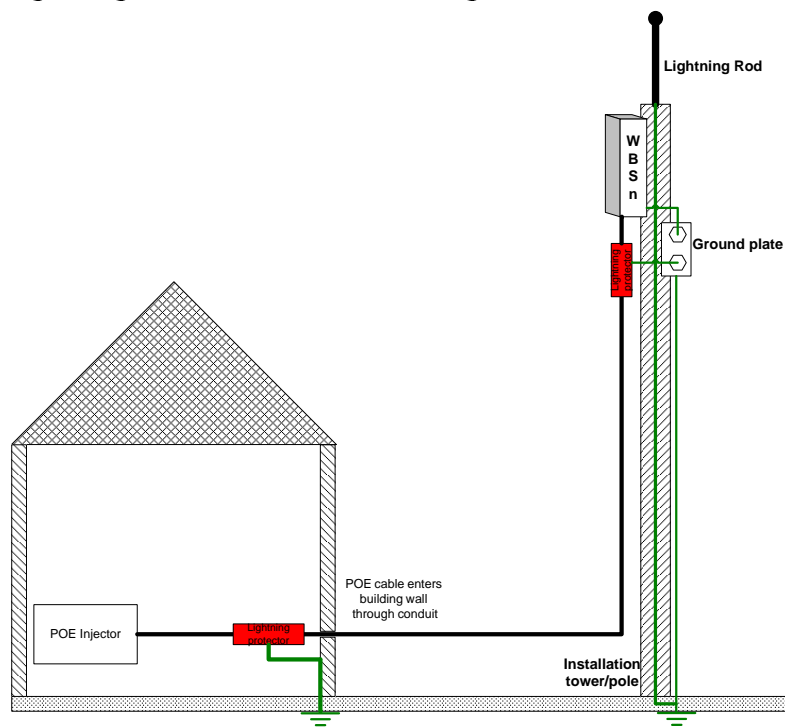 Lightning Rod
W
B
S
n
Ground plate
Lightning
protector
POE cable enters
building wall
through conduit
POE Injector
Lightning
protector
Installation
tower/pole